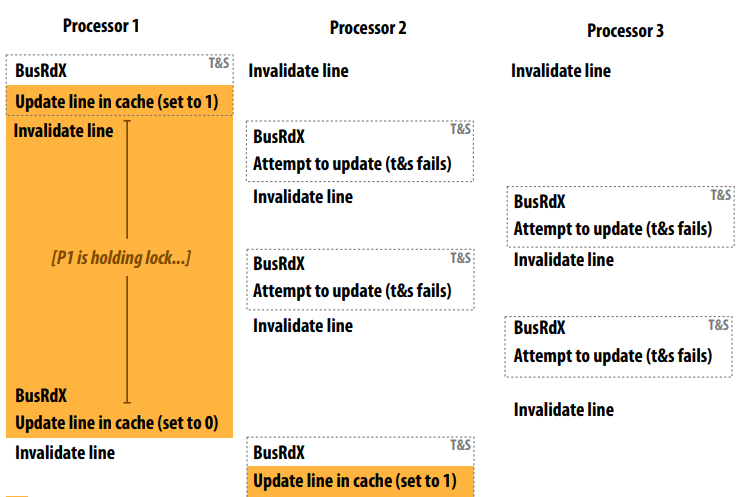 Processor 1
Processor 2
Processor 3
T&S
BusRdX
Invalidate line
Invalidate line
Update line in cache (set to 1)
Invalidate line
T&S
BusRdX
Attempt to update (t&s fails)
Invalidate line
T&S
BusRdX
Attempt to update (t&s fails)
Invalidate line
[P1 is holding lock...]
T&S
BusRdX
Attempt to update (t&s fails)
Invalidate line
T&S
BusRdX
Attempt to update (t&s fails)
Invalidate line
BusRdX
Update line in cache (set to 0)
Invalidate line
T&S
BusRdX
Update line in cache (set to 1)